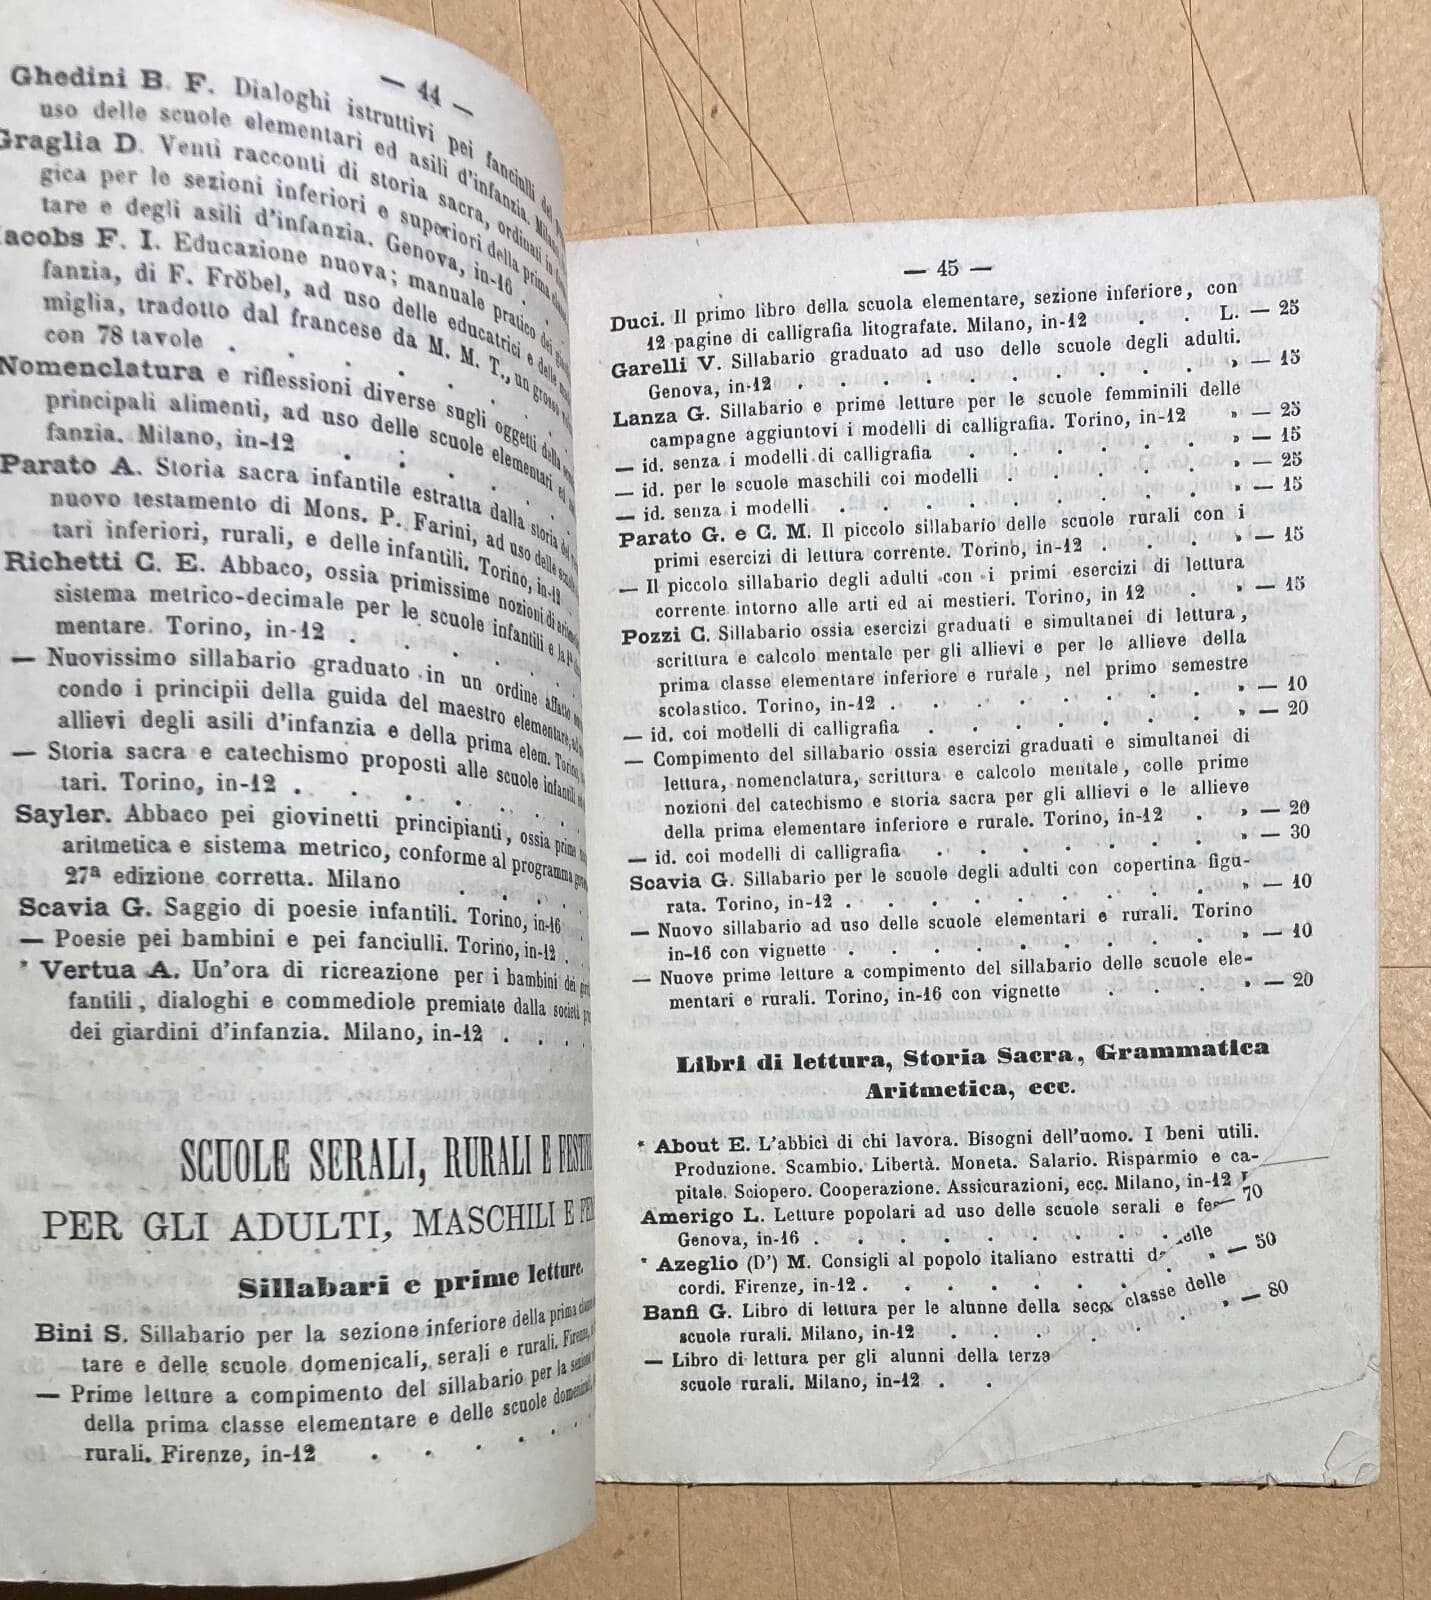 — 44 —
Ghedini B. F. Dialoghi istruttivi pei fanciulli del
uso delle scuole elementari ed asili d'infanzia. Milano
Graglia D. Venti racconti di storia sacra, ordinati in
gica per le sezioni inferiori e superiori della prima classe
tare e degli asili d'infanzia. Genova, in-16 .
Jacobs F. I. Educazione nuova; manuale pratico dei
fanzia, di F. Fröbel, ad uso delle educatrici e delle
miglia, tradotto dal francese da M. M. T., un grosso
con 78 tavole . . . . .
Nomenclatura e riflessioni diverse sugli oggetti della
principali alimenti, ad uso delle scuole elementari ed
fanzia. Milano, in-12 . . . . .
Parato A. Storia sacra infantile estratta dalla storia del
nuovo testamento di Mons. P. Farini, ad uso delle scuole
tari inferiori, rurali, e delle infantili. Torino, in-12 .
Richetti C. E. Abbaco, ossia primissime nozioni di
sistema metrico-decimale per le scuole infantili e la
mentare. Torino, in-12 . . . . .
— Nuovissimo sillabario graduato in un ordine affatto
condo i principii della guida del maestro elementare,
allievi degli asili d'infanzia e della prima elem. Torino,
— Storia sacra e catechismo proposti alle scuole infantili
tari. Torino, in-12 . . . . .
Sayler. Abbaco pei giovinetti principianti, ossia prime
aritmetica e sistema metrico, conforme al programma
27ª edizione corretta. Milano . . .
Scavia G. Saggio di poesie infantili. Torino, in-16 .
— Poesie pei bambini e pei fanciulli. Torino, in-12 .
* Vertua A. Un'ora di ricreazione per i bambini dei
fantili, dialoghi e commediole premiate dalla società
dei giardini d'infanzia. Milano, in-12 . . . .
SCUOLE SERALI, RURALI E
PER GLI ADULTI, MASCHILI E
Sillabari e prime letture.
Bini S. Sillabario per la sezione inferiore della prima
tare e delle scuole domenicali, serali e rurali. Firenze,
— Prime letture a compimento del sillabario per la
della prima classe elementare e delle scuole
rurali. Firenze, in-12 . . . . .
— 45 —
Duci. Il primo libro della scuola elementare, sezione inferiore, con
12 pagine di calligrafia litografate. Milano, in-12 . . L. — 25
Garelli V. Sillabario graduato ad uso delle scuole degli adulti.
Genova, in-12 . . . . . . . . . » — 15
Lanza G. Sillabario e prime letture per le scuole femminili delle
campagne aggiuntovi i modelli di calligrafia. Torino, in-12 » — 25
— id. senza i modelli di calligrafia . . . . . » — 15
— id. per le scuole maschili coi modelli . . . . » — 25
— id. senza i modelli . . . . . . . » — 15
Parato G. e C. M. Il piccolo sillabario delle scuole rurali con i
primi esercizi di lettura corrente. Torino, in-12 . . . » — 15
— Il piccolo sillabario degli adulti con i primi esercizi di lettura
corrente intorno alle arti ed ai mestieri. Torino, in 12 . » — 15
Pozzi C. Sillabario ossia esercizi graduati e simultanei di lettura,
scrittura e calcolo mentale per gli allievi e per le allieve della
prima classe elementare inferiore e rurale, nel primo semestre
scolastico. Torino, in-12 . . . . . . . » — 10
— id. coi modelli di calligrafia . . . . . . » — 20
— Compimento del sillabario ossia esercizi graduati e simultanei di
lettura, nomenclatura, scrittura e calcolo mentale, colle prime
nozioni del catechismo e storia sacra per gli allievi e le allieve
della prima elementare inferiore e rurale. Torino, in-12 . » — 20
— id. coi modelli di calligrafia . . . . . . » — 30
Scavia G. Sillabario per le scuole degli adulti con copertina figu-
rata. Torino, in-12 . . . . . . . . » — 10
— Nuovo sillabario ad uso delle scuole elementari e rurali. Torino
in-16 con vignette . . . . . . . . » — 10
— Nuove prime letture a compimento del sillabario delle scuole ele-
mentari e rurali. Torino, in-16 con vignette . . . » — 20
Libri di lettura, Storia Sacra, Grammatica
Aritmetica, ecc.
* About E. L'abbicì di chi lavora. Bisogni dell'uomo. I beni utili.
Produzione. Scambio. Libertà. Moneta. Salario. Risparmio e ca-
pitale. Sciopero. Cooperazione. Assicurazioni, ecc. Milano, in-12
Amerigo L. Letture popolari ad uso delle scuole serali e fe — 70
Genova, in-16 . . . . . . . .
* Azeglio (D') M. Consigli al popolo italiano estratti
cordi. Firenze, in-12 . . . . . . » — 50
Banfi G. Libro di lettura per le alunne della classe delle
scuole rurali. Milano, in-12 . . . . . » — 80
— Libro di lettura per gli alunni della terza
scuole rurali. Milano, in-12 . .